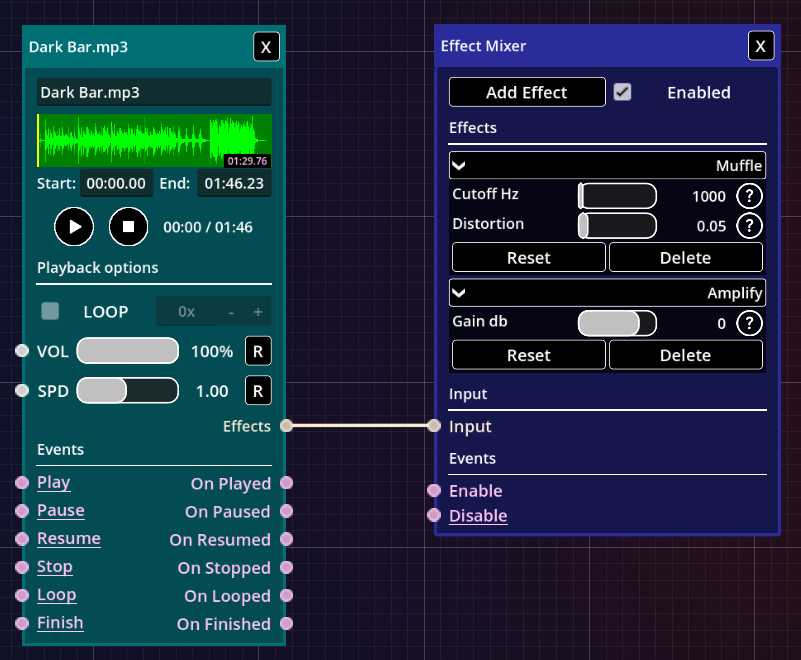 Dark Bar.mp3
X
Dark Bar.mp3
01:29.76
Start: 00:00.00 End: 01:46.23
00:00 / 01:46
Playback options
LOOP 0x - +
VOL 100% R
SPD 1.00 R
Effects
Events
Play On Played
Pause On Paused
Resume On Resumed
Stop On Stopped
Loop On Looped
Finish On Finished
Effect Mixer
X
Add Effect Enabled
Effects
Muffle
Cutoff Hz 1000 ?
Distortion 0.05 ?
Reset Delete
Amplify
Gain db 0 ?
Reset Delete
Input
Input
Events
Enable
Disable